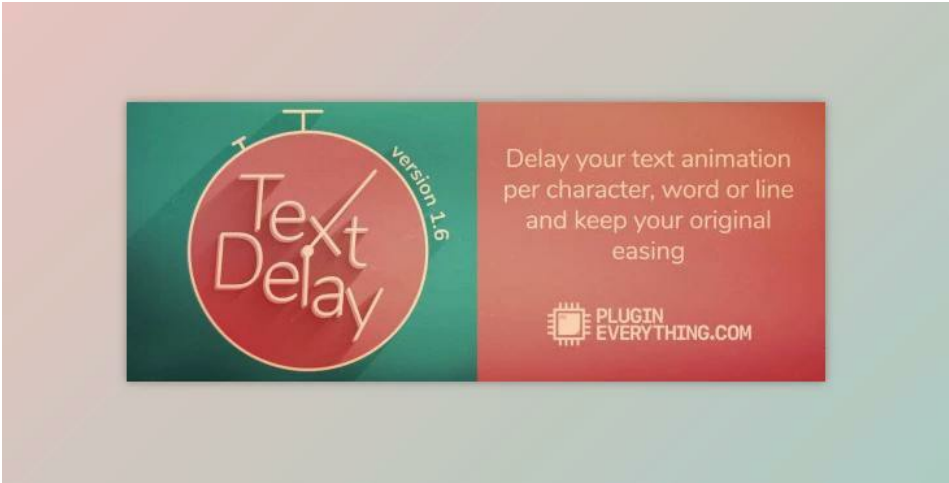 Text
Delay
version 1.6
Delay your text animation
per character, word or line
and keep your original
easing
PLUGIN
EVERYTHING.COM